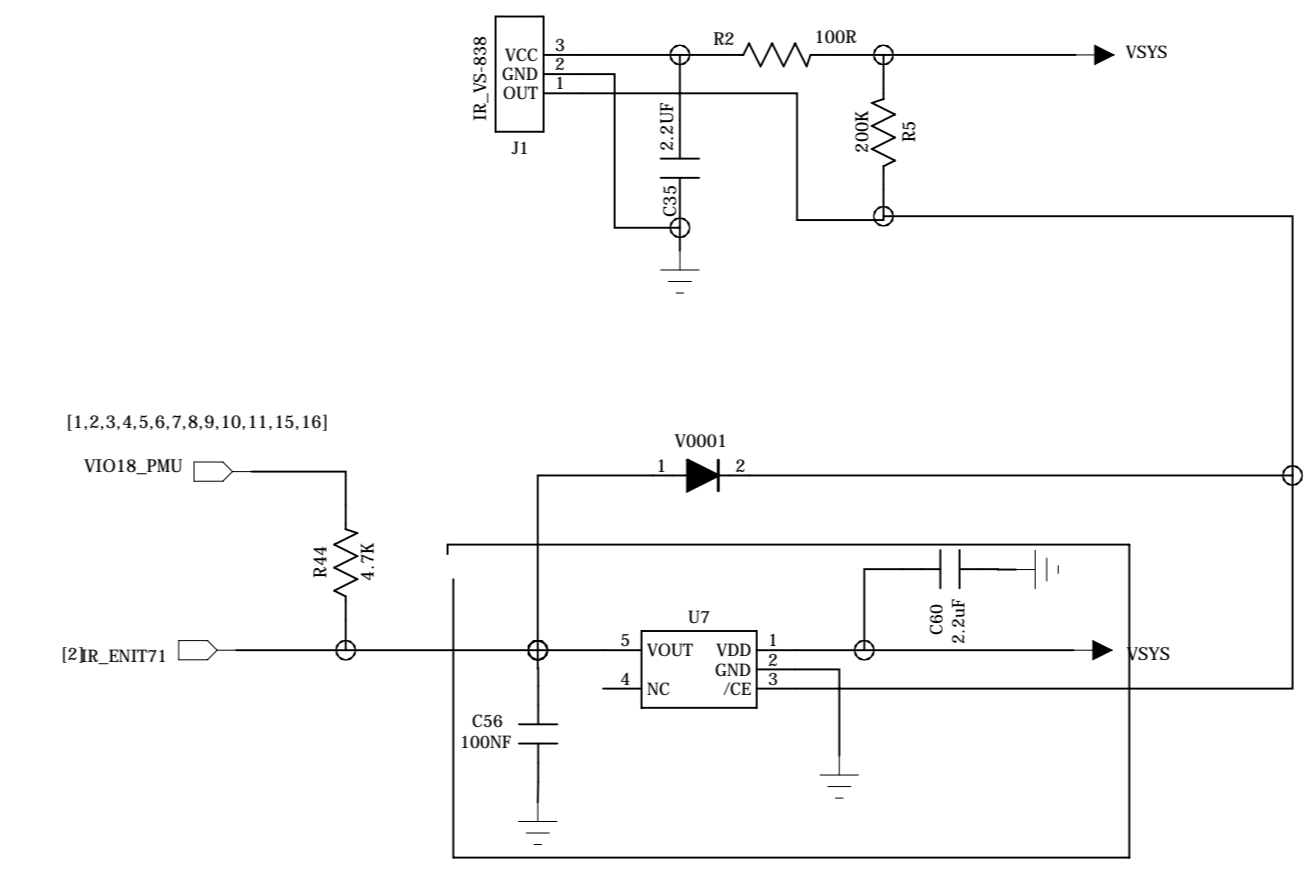 R2
100R
VSYS
IR_VS-838
VCC
GND
OUT
3
2
1
J1
2.2UF
C35
200K
R5
[1,2,3,4,5,6,7,8,9,10,11,15,16]
VIO18_PMU
V0001
1
2
R44
4.7K
[2]IR_ENIT71
U7
5
VOUT
VDD
1
GND
2
4
NC
/CE
3
C60
2.2uF
VSYS
C56
100NF